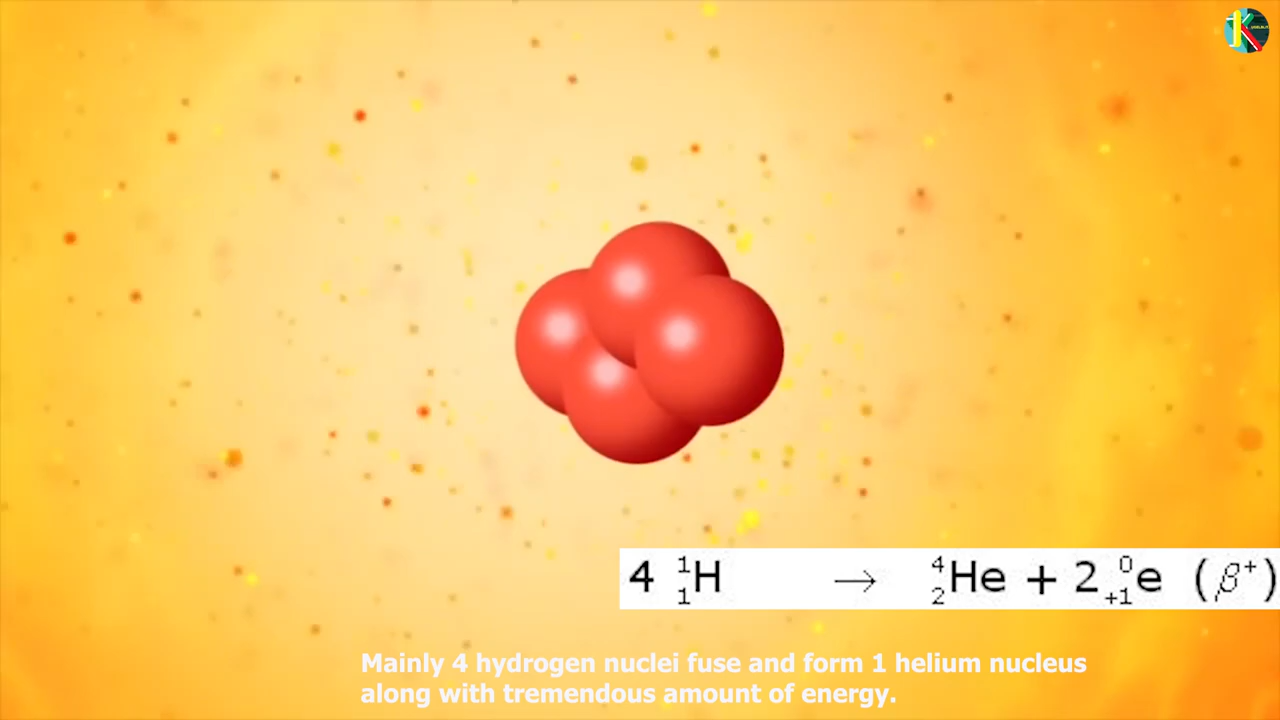 4 ¹₁H → ⁴₂He + 2 ⁰₊₁e (β⁺)
Mainly 4 hydrogen nuclei fuse and form 1 helium nucleus
along with tremendous amount of energy.